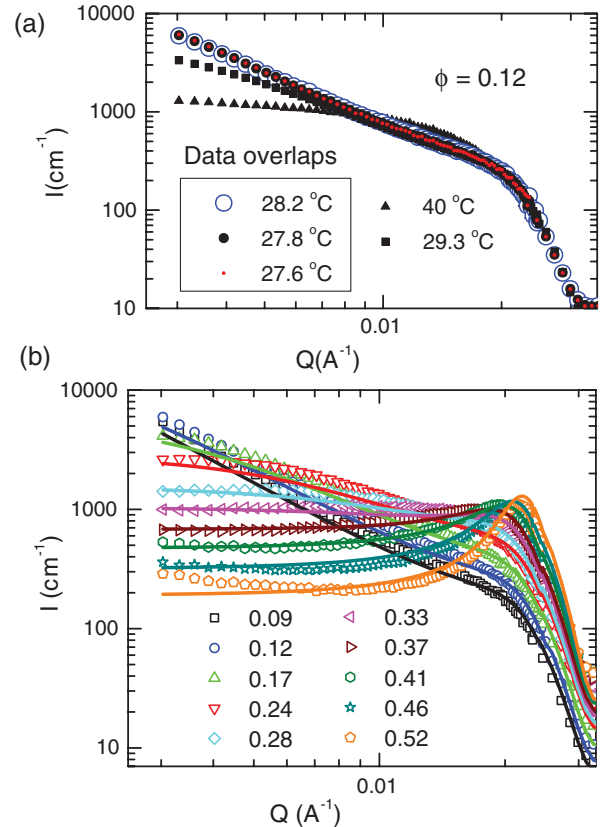 (a)
10000
1000
100
10
I(cm⁻¹)
ϕ = 0.12
Data overlaps
28.2 °C
27.8 °C
27.6 °C
40 °C
29.3 °C
0.01
Q(A⁻¹)
(b)
10000
1000
100
10
I (cm⁻¹)
0.09
0.12
0.17
0.24
0.28
0.33
0.37
0.41
0.46
0.52
0.01
Q (A⁻¹)